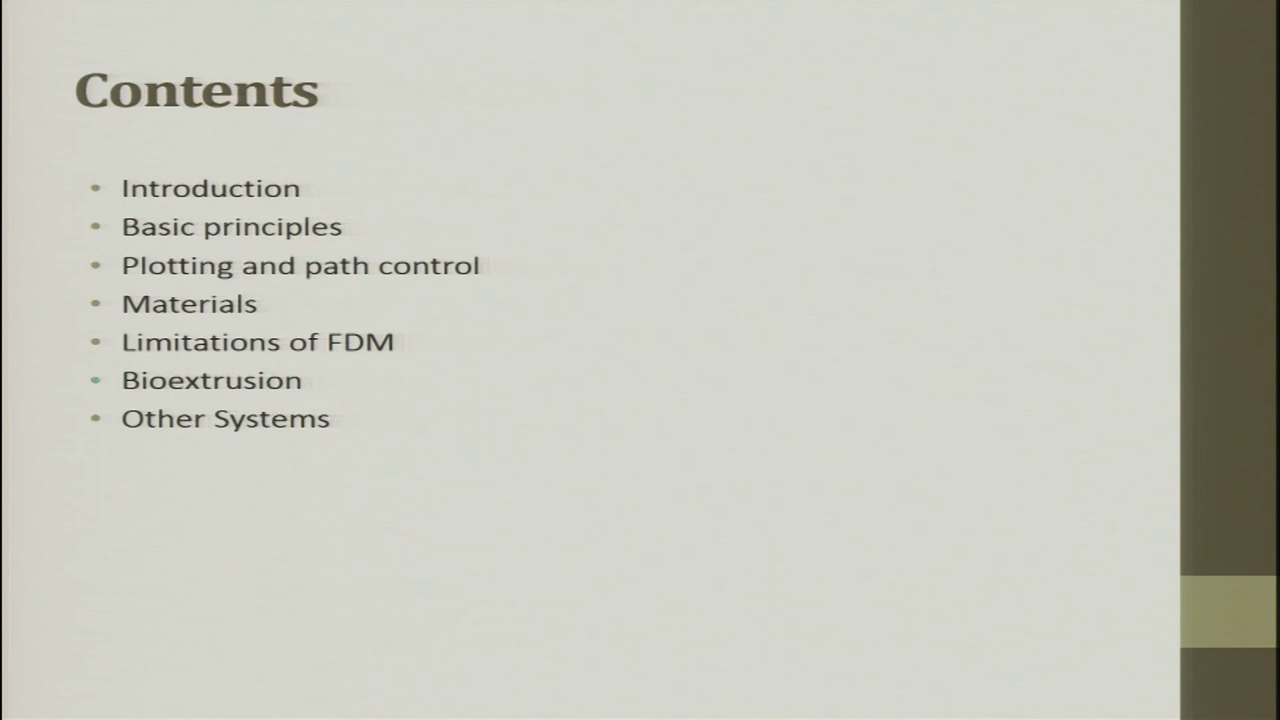 Contents
• Introduction
• Basic principles
• Plotting and path control
• Materials
• Limitations of FDM
• Bioextrusion
• Other Systems